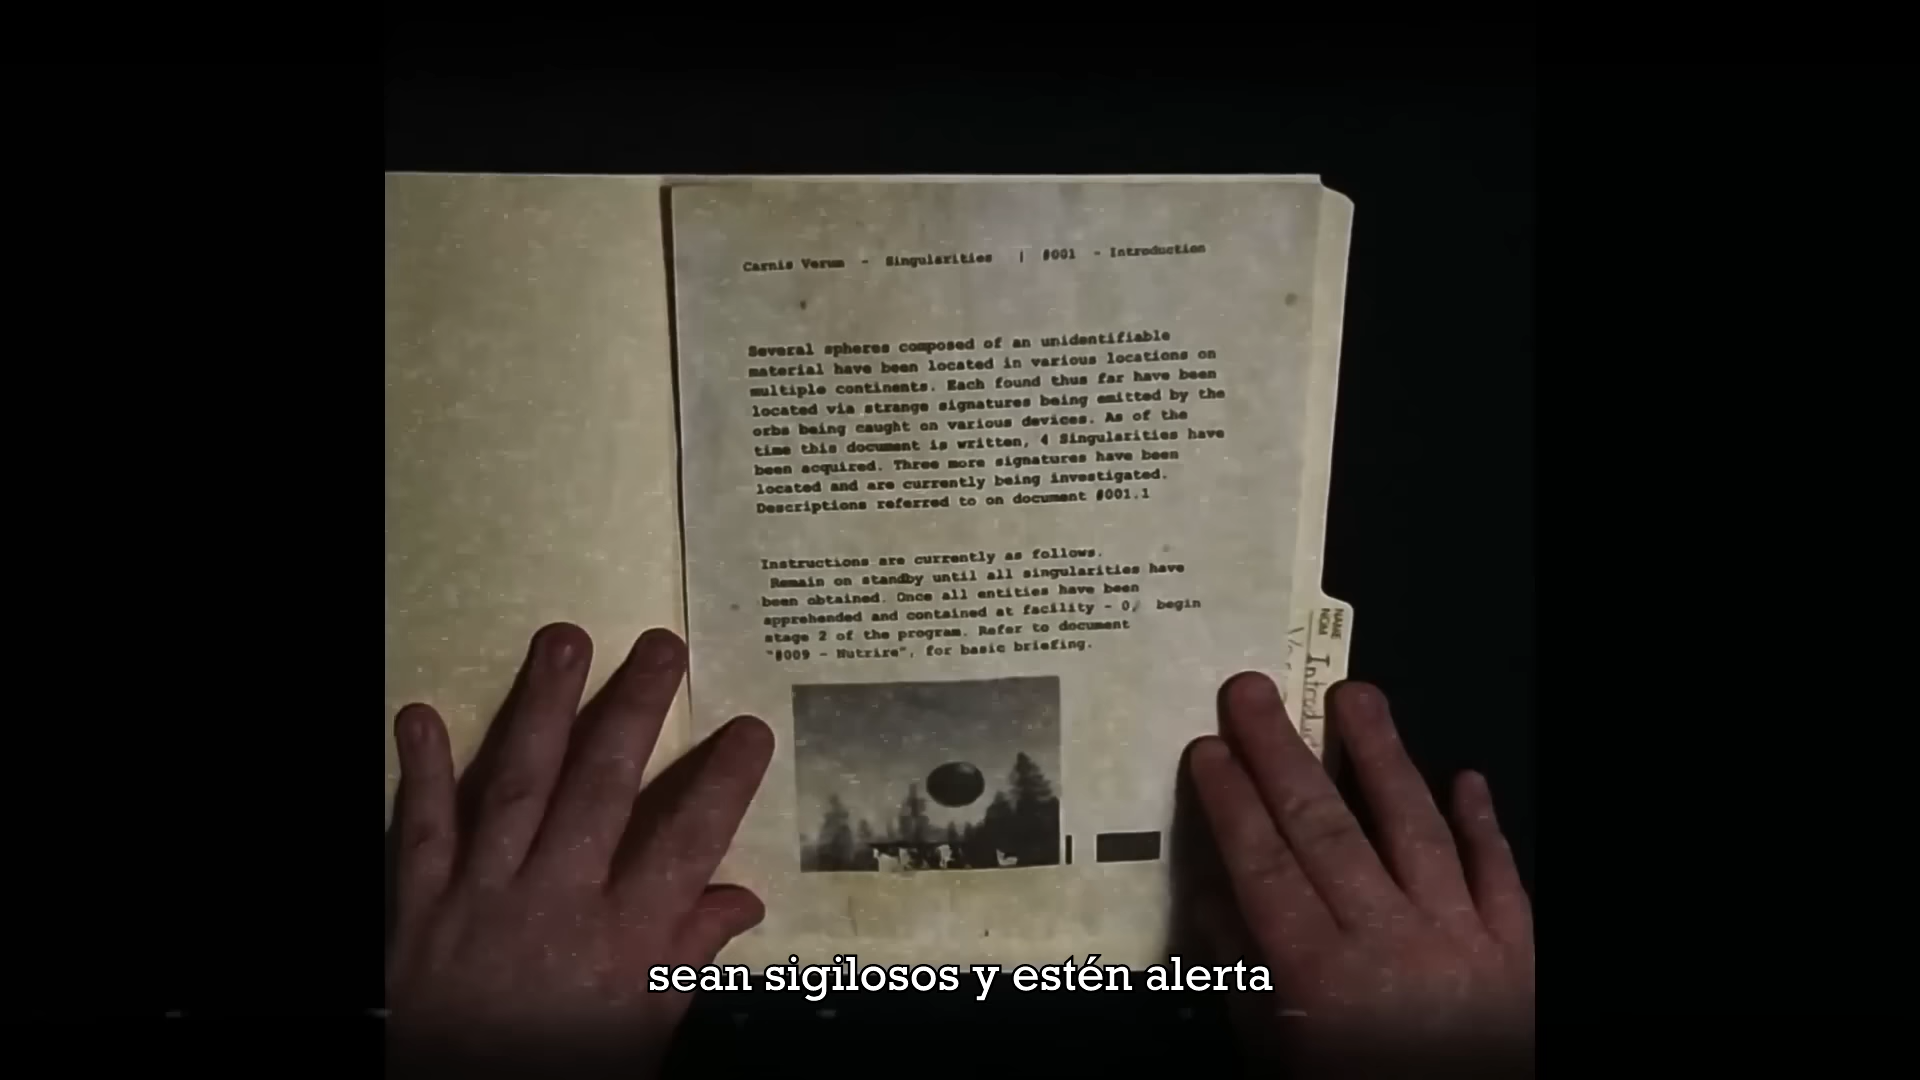 Carnis Verum - Singularities | #001 - Introduction
Several spheres composed of an unidentifiable
material have been located in various locations on
multiple continents. Each found thus far have been
located via strange signatures being emitted by the
orbs being caught on various devices. As of the
time this document is written, 4 Singularities have
been acquired. Three more signatures have been
located and are currently being investigated.
Descriptions referred to on document #001.1
Instructions are currently as follows.
Remain on standby until all singularities have
been obtained. Once all entities have been
apprehended and contained at facility - 0, begin
stage 2 of the program. Refer to document
"#009 - Nutrire", for basic briefing.
NAME
NOM
Introduct
sean sigilosos y estén alerta